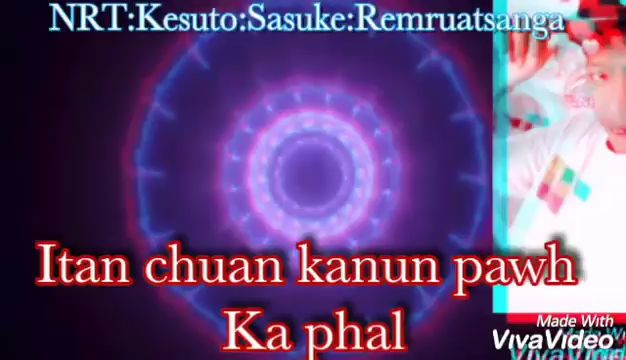 NRT:Kesuto:Sasuke:Remruatsanga
Itan chuan kanun pawh
Ka phal
Made With
VivaVideo